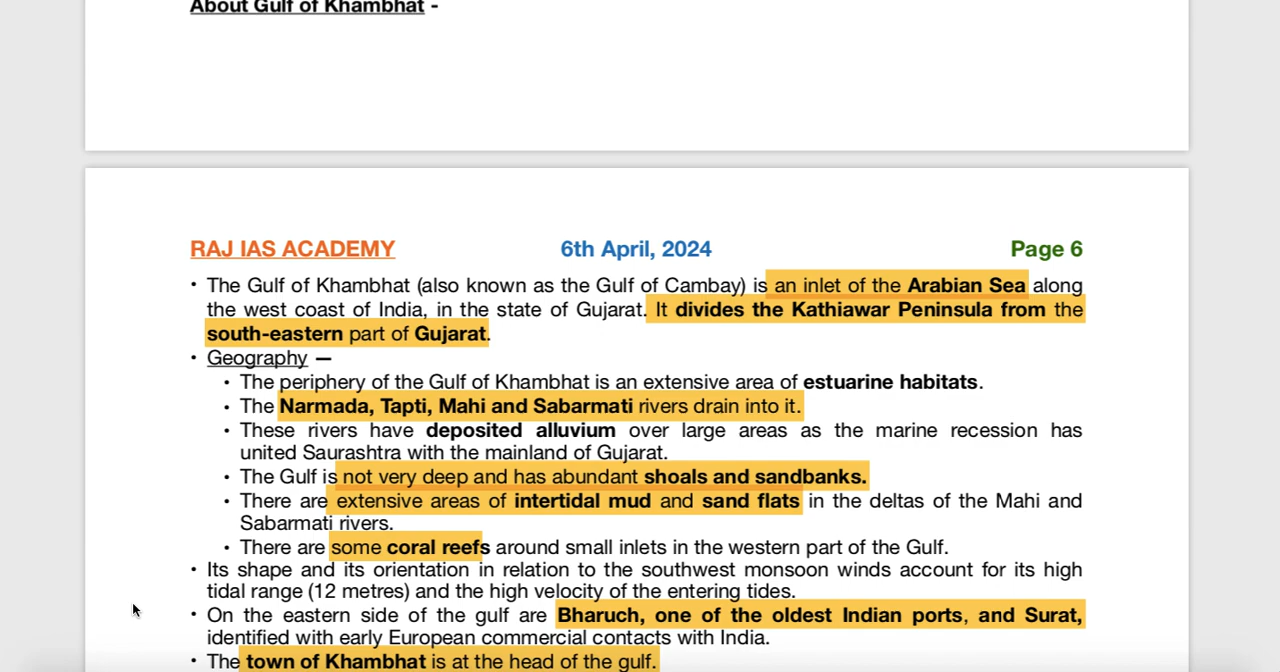 About Gulf of Khambhat -
RAJ IAS ACADEMY 6th April, 2024 Page 6
• The Gulf of Khambhat (also known as the Gulf of Cambay) is an inlet of the Arabian Sea along
the west coast of India, in the state of Gujarat. It divides the Kathiawar Peninsula from the
south-eastern part of Gujarat.
• Geography —
• The periphery of the Gulf of Khambhat is an extensive area of estuarine habitats.
• The Narmada, Tapti, Mahi and Sabarmati rivers drain into it.
• These rivers have deposited alluvium over large areas as the marine recession has
united Saurashtra with the mainland of Gujarat.
• The Gulf is not very deep and has abundant shoals and sandbanks.
• There are extensive areas of intertidal mud and sand flats in the deltas of the Mahi and
Sabarmati rivers.
• There are some coral reefs around small inlets in the western part of the Gulf.
• Its shape and its orientation in relation to the southwest monsoon winds account for its high
tidal range (12 metres) and the high velocity of the entering tides.
• On the eastern side of the gulf are Bharuch, one of the oldest Indian ports, and Surat,
identified with early European commercial contacts with India.
• The town of Khambhat is at the head of the gulf.